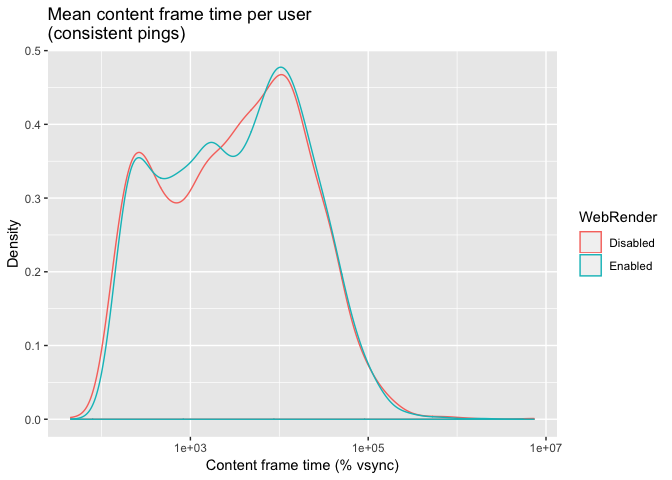 Mean content frame time per user
(consistent pings)
0.5
0.4
0.3
0.2
0.1
0.0
Density
1e+03
1e+05
1e+07
Content frame time (% vsync)
WebRender
Disabled
Enabled